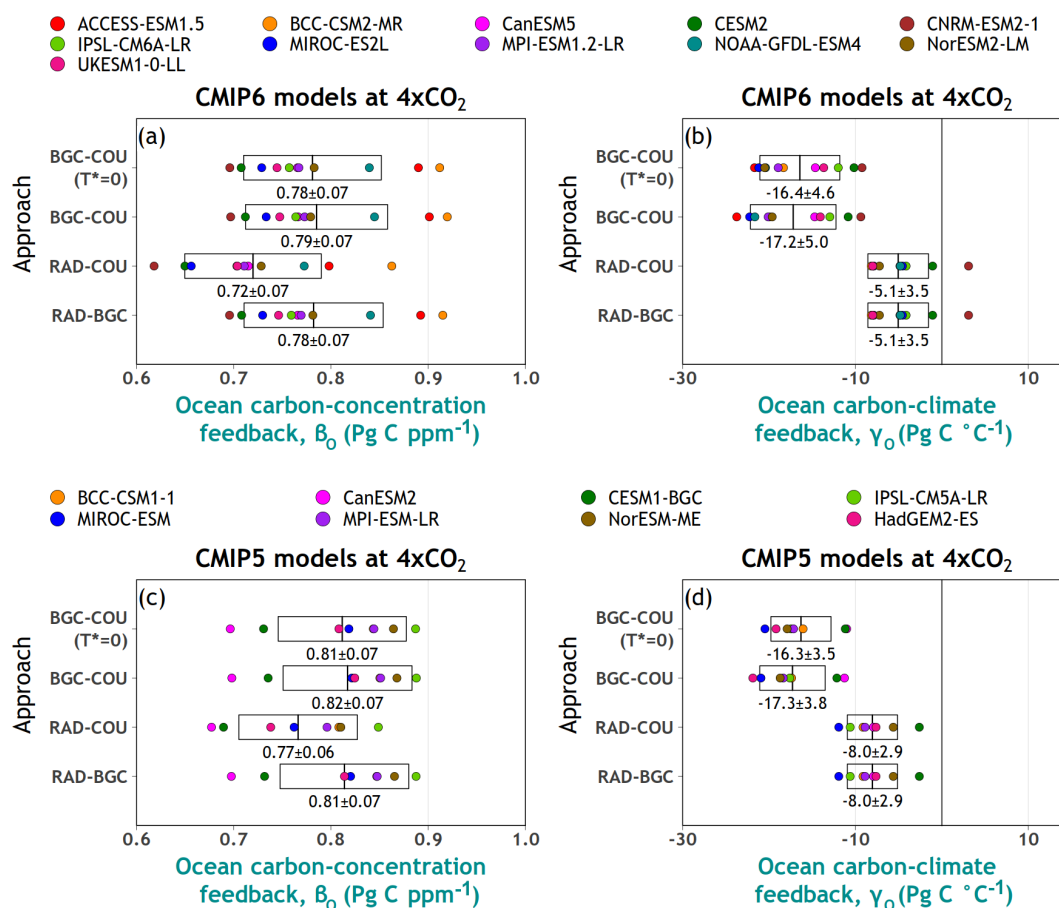 ACCESS-ESM1.5 BCC-CSM2-MR CanESM5 CESM2 CNRM-ESM2-1
IPSL-CM6A-LR MIROC-ES2L MPI-ESM1.2-LR NOAA-GFDL-ESM4 NorESM2-LM
UKESM1-0-LL
CMIP6 models at 4xCO₂
(a)
Approach
BGC-COU
(T*=0)
0.78±0.07
BGC-COU
0.79±0.07
RAD-COU
0.72±0.07
RAD-BGC
0.78±0.07
0.6 0.7 0.8 0.9 1.0
Ocean carbon-concentration
feedback, β₀ (Pg C ppm⁻¹)
CMIP6 models at 4xCO₂
(b)
Approach
BGC-COU
(T*=0)
-16.4±4.6
BGC-COU
-17.2±5.0
RAD-COU
-5.1±3.5
RAD-BGC
-5.1±3.5
-30 -10 10
Ocean carbon-climate
feedback, γ₀ (Pg C °C⁻¹)
BCC-CSM1-1 CanESM2 CESM1-BGC IPSL-CM5A-LR
MIROC-ESM MPI-ESM-LR NorESM-ME HadGEM2-ES
CMIP5 models at 4xCO₂
(c)
Approach
BGC-COU
(T*=0)
0.81±0.07
BGC-COU
0.82±0.07
RAD-COU
0.77±0.06
RAD-BGC
0.81±0.07
0.6 0.7 0.8 0.9 1.0
Ocean carbon-concentration
feedback, β₀ (Pg C ppm⁻¹)
CMIP5 models at 4xCO₂
(d)
Approach
BGC-COU
(T*=0)
-16.3±3.5
BGC-COU
-17.3±3.8
RAD-COU
-8.0±2.9
RAD-BGC
-8.0±2.9
-30 -10 10
Ocean carbon-climate
feedback, γ₀ (Pg C °C⁻¹)